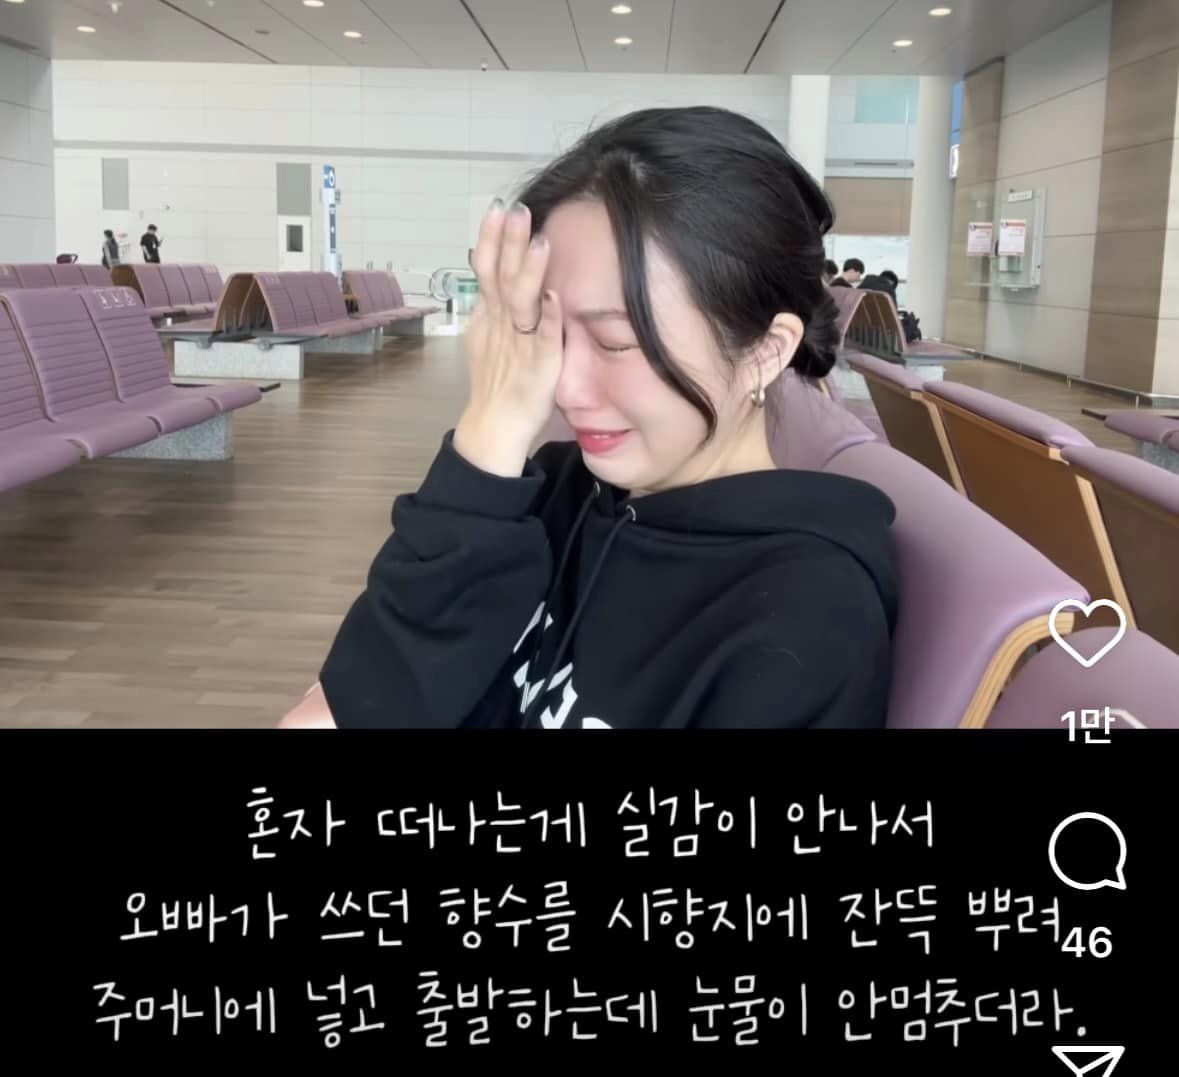 혼자 떠나는게 실감이 안나서
오빠가 쓰던 향수를 시향지에 잔뜩 뿌려
주머니에 넣고 출발하는데 눈물이 안멈추더라.
1만
46